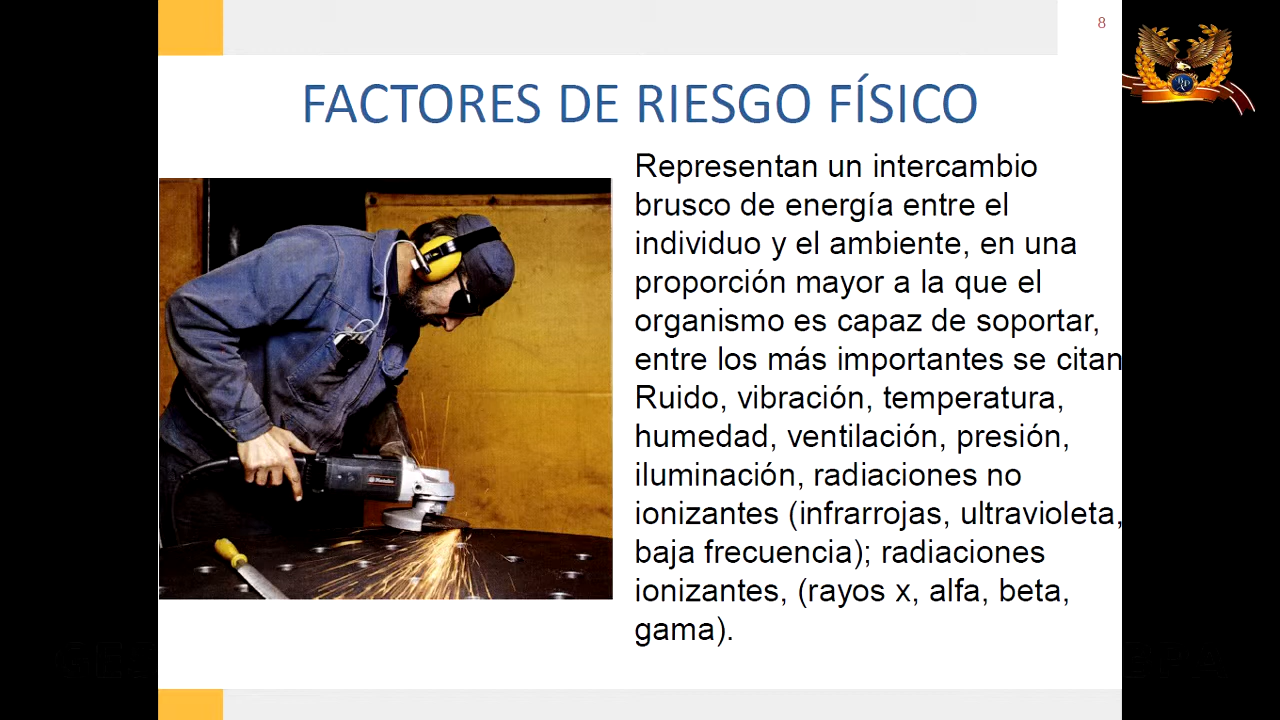 8
FACTORES DE RIESGO FÍSICO
Representan un intercambio
brusco de energía entre el
individuo y el ambiente, en una
proporción mayor a la que el
organismo es capaz de soportar,
entre los más importantes se citan
Ruido, vibración, temperatura,
humedad, ventilación, presión,
iluminación, radiaciones no
ionizantes (infrarrojas, ultravioleta,
baja frecuencia); radiaciones
ionizantes, (rayos x, alfa, beta,
gama).